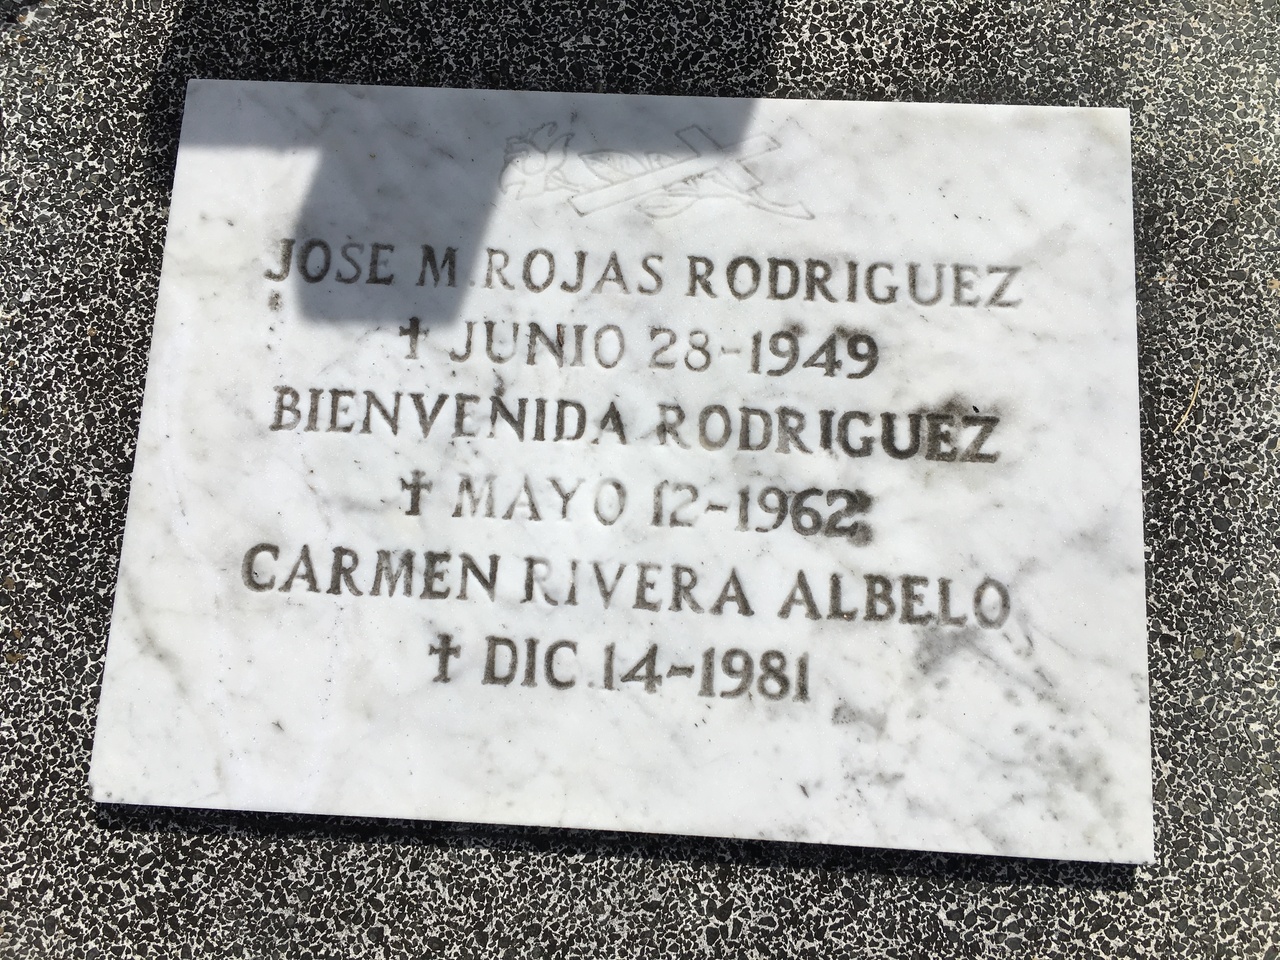 JOSE M. ROJAS RODRIGUEZ
✝ JUNIO 28-1949
BIENVENIDA RODRIGUEZ
✝ MAYO 12-1962
CARMEN RIVERA ALBELO
✝ DIC. 14-1981